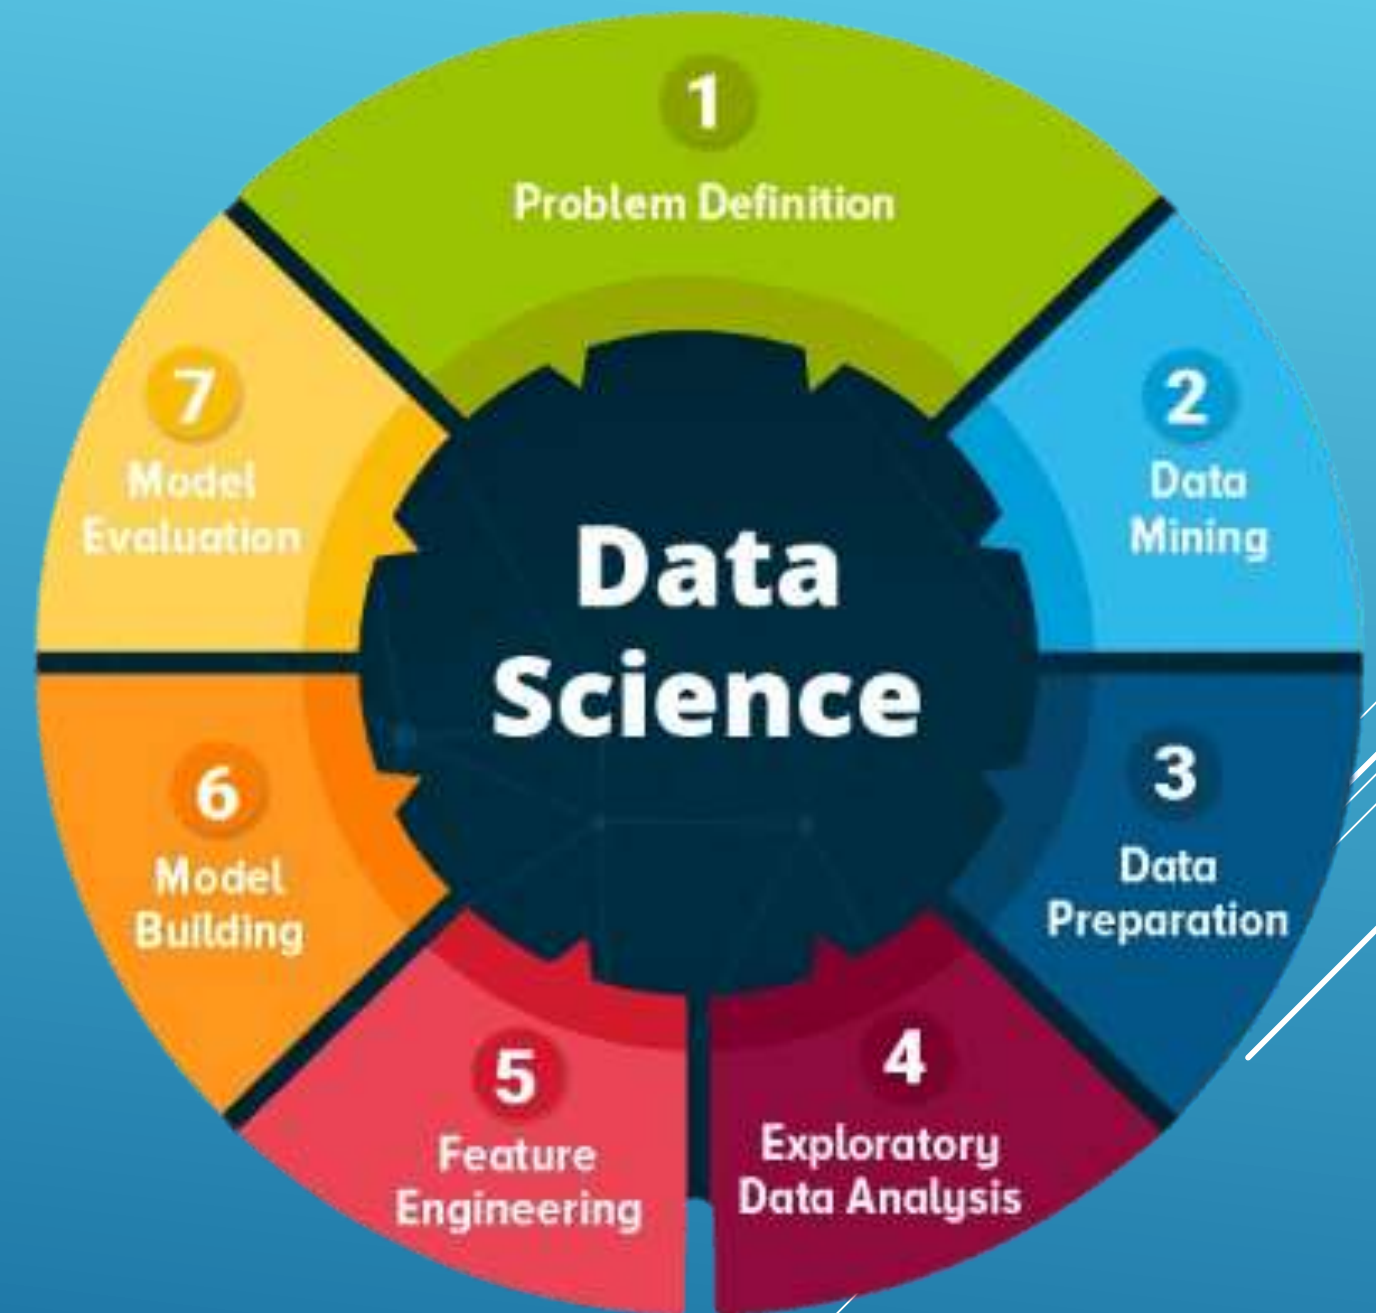 Data
Science
1
Problem Definition
2
Data
Mining
3
Data
Preparation
4
Exploratory
Data Analysis
5
Feature
Engineering
6
Model
Building
7
Model
Evaluation